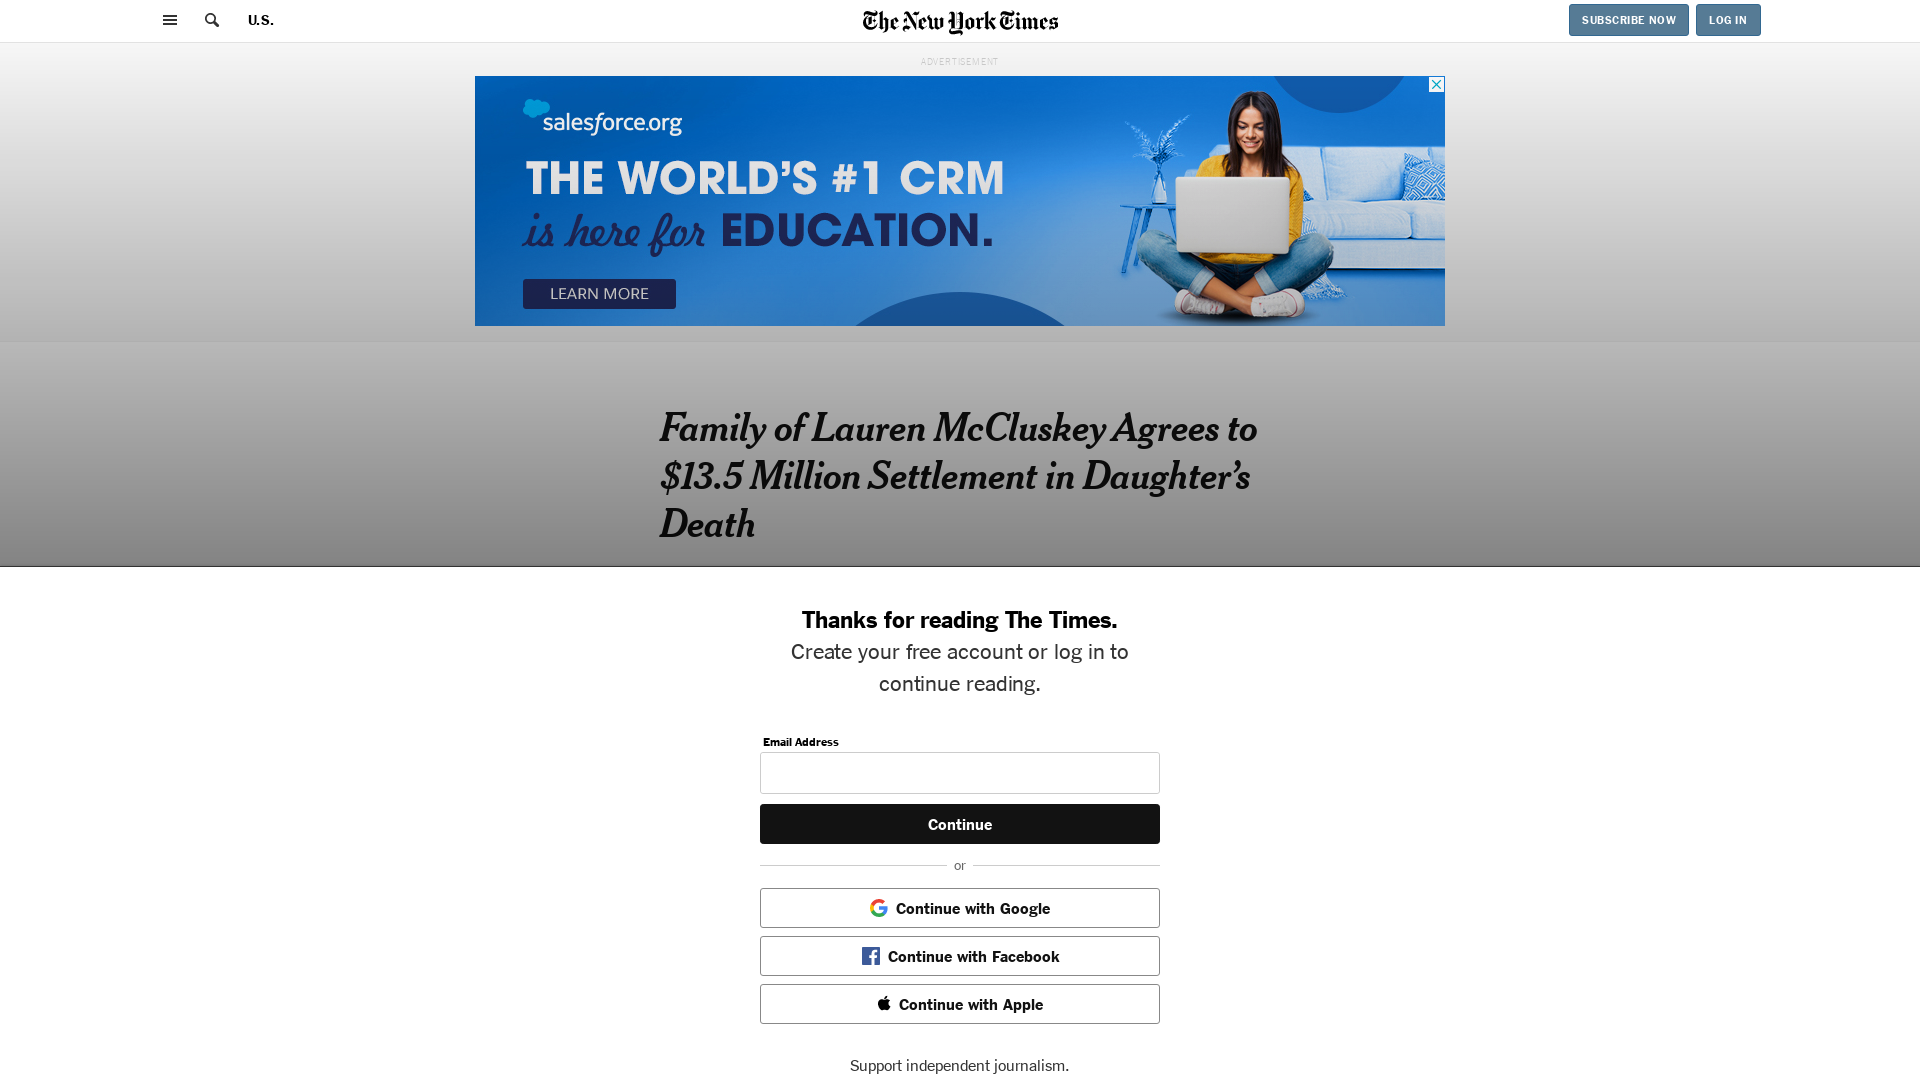 U.S.
The New York Times
SUBSCRIBE NOW
LOG IN
ADVERTISEMENT
salesforce.org
THE WORLD'S #1 CRM
is here for EDUCATION.
LEARN MORE
Family of Lauren McCluskey Agrees to
$13.5 Million Settlement in Daughter’s
Death
Thanks for reading The Times.
Create your free account or log in to
continue reading.
Email Address
Continue
or
Continue with Google
Continue with Facebook
Continue with Apple
Support independent journalism.